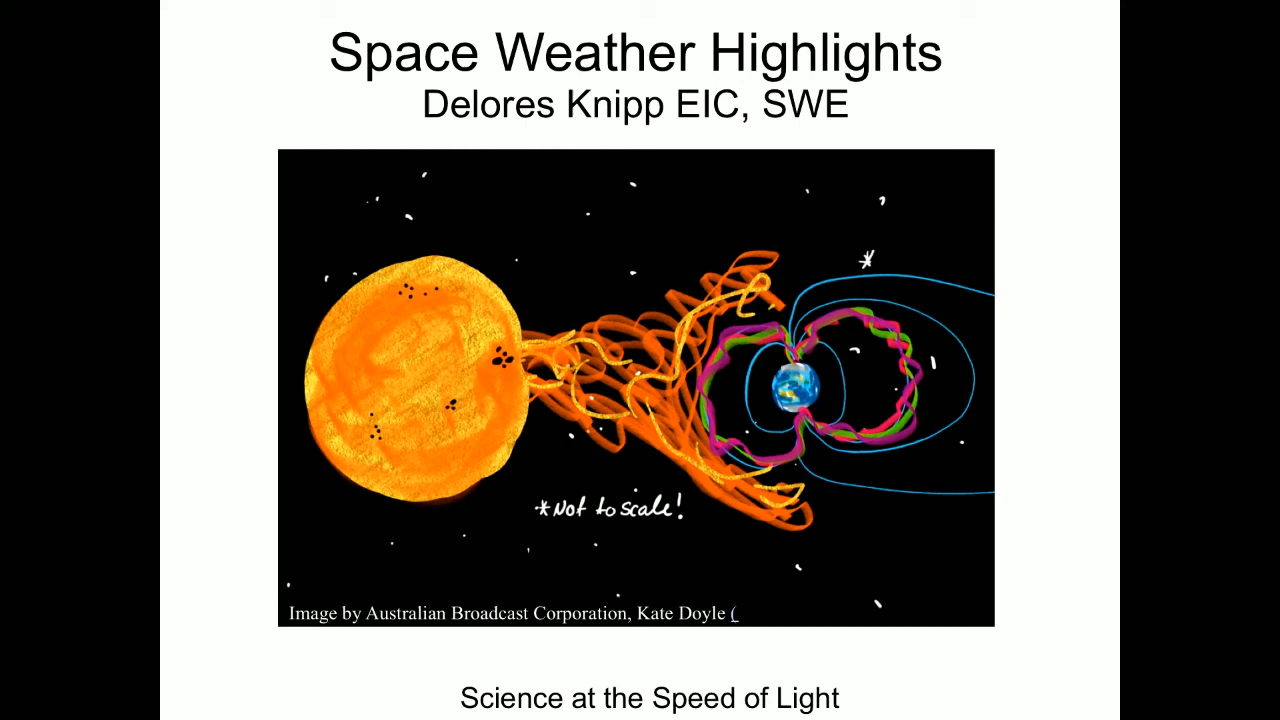 Space Weather Highlights
Delores Knipp EIC, SWE
*
*Not to scale!
Image by Australian Broadcast Corporation, Kate Doyle (
Science at the Speed of Light